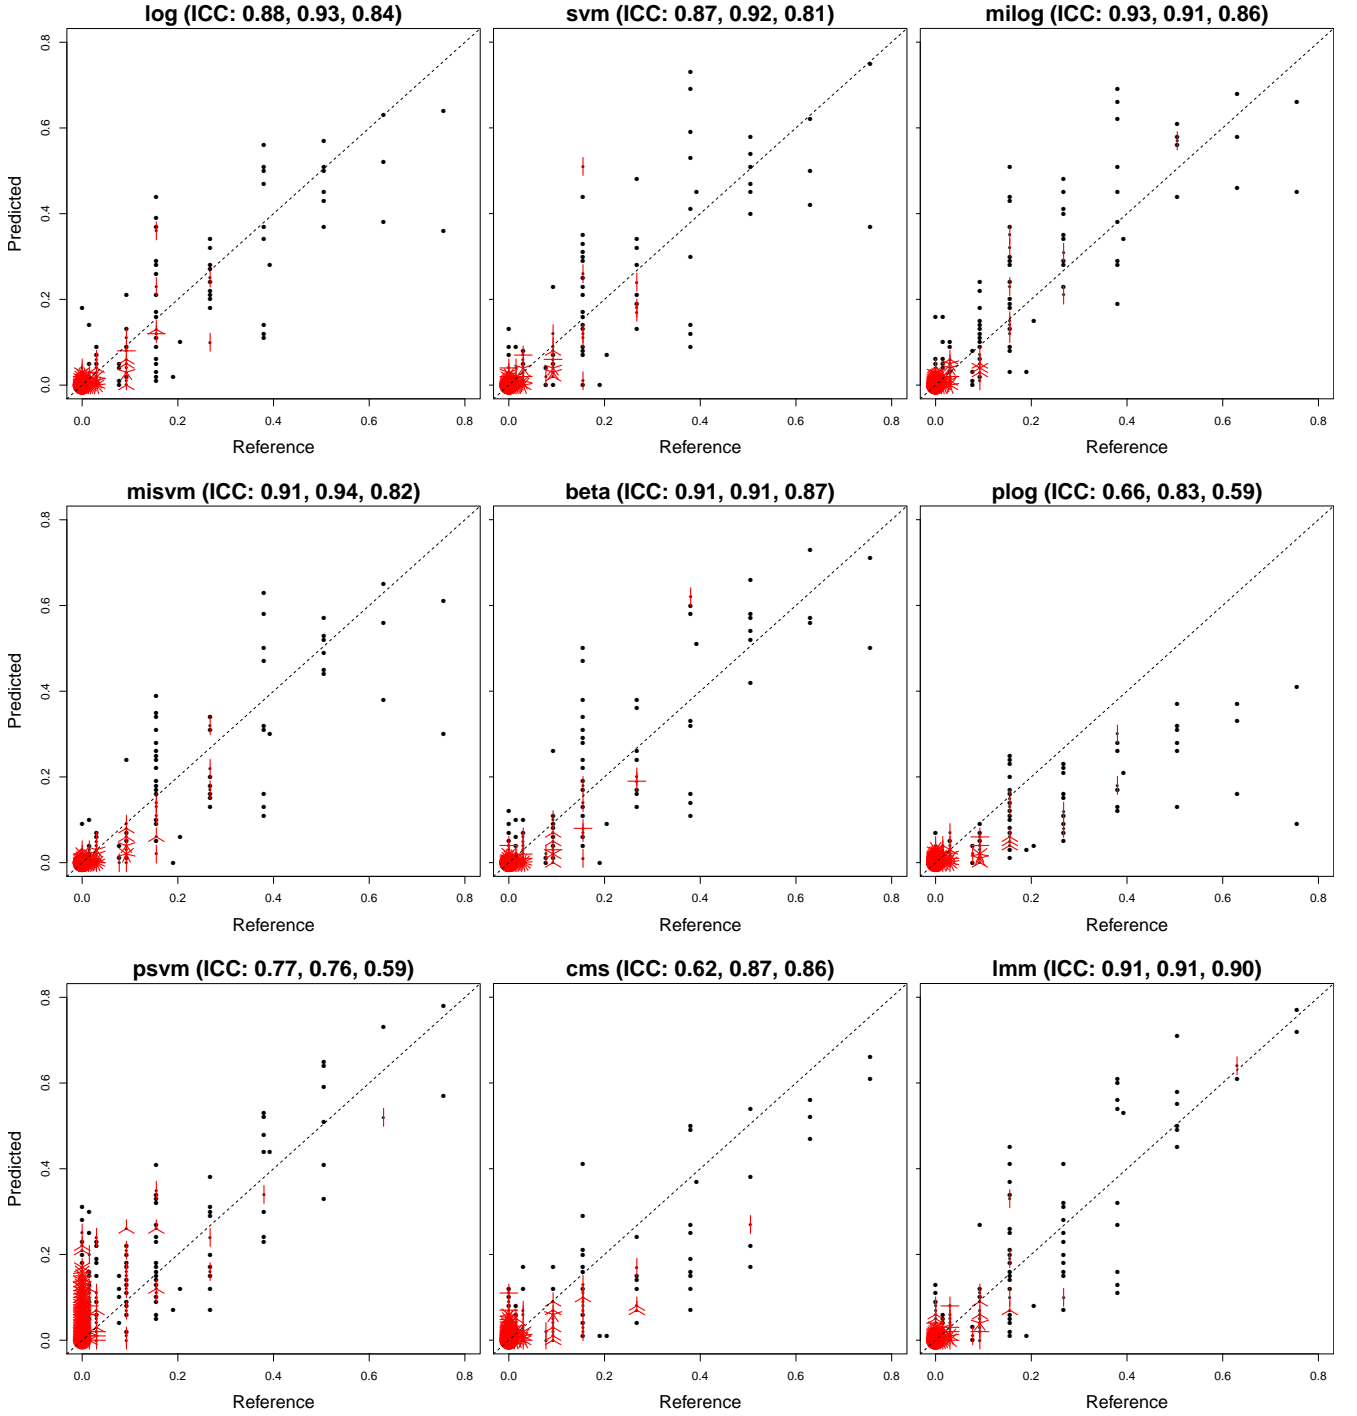 log (ICC: 0.88, 0.93, 0.84)
svm (ICC: 0.87, 0.92, 0.81)
milog (ICC: 0.93, 0.91, 0.86)
Predicted
0.0 0.2 0.4 0.6 0.8
0.0 0.2 0.4 0.6 0.8
0.0 0.2 0.4 0.6 0.8
0.0 0.2 0.4 0.6 0.8
Reference
Reference
Reference
misvm (ICC: 0.91, 0.94, 0.82)
beta (ICC: 0.91, 0.91, 0.87)
plog (ICC: 0.66, 0.83, 0.59)
Predicted
0.0 0.2 0.4 0.6 0.8
0.0 0.2 0.4 0.6 0.8
0.0 0.2 0.4 0.6 0.8
0.0 0.2 0.4 0.6 0.8
Reference
Reference
Reference
psvm (ICC: 0.77, 0.76, 0.59)
cms (ICC: 0.62, 0.87, 0.86)
lmm (ICC: 0.91, 0.91, 0.90)
Predicted
0.0 0.2 0.4 0.6 0.8
0.0 0.2 0.4 0.6 0.8
0.0 0.2 0.4 0.6 0.8
0.0 0.2 0.4 0.6 0.8
Reference
Reference
Reference